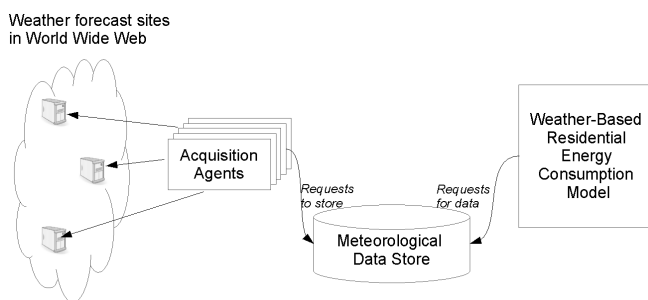 Weather forecast sites
in World Wide Web
Acquisition
Agents
Requests
to store
Requests
for data
Meteorological
Data Store
Weather-Based
Residential
Energy
Consumption
Model